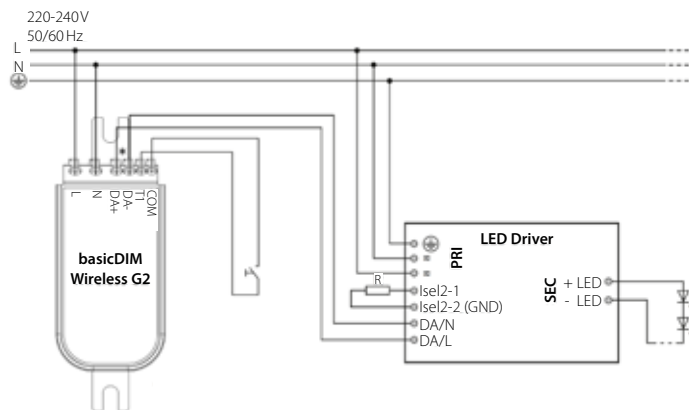 220-240 V
50/60 Hz
L
N
*
L
N
DA+
DA-
T1
COM
basicDIM
Wireless G2
LED Driver
PRI
≋
≋
R
Isel2-1
Isel2-2 (GND)
DA/N
DA/L
SEC
+ LED
- LED